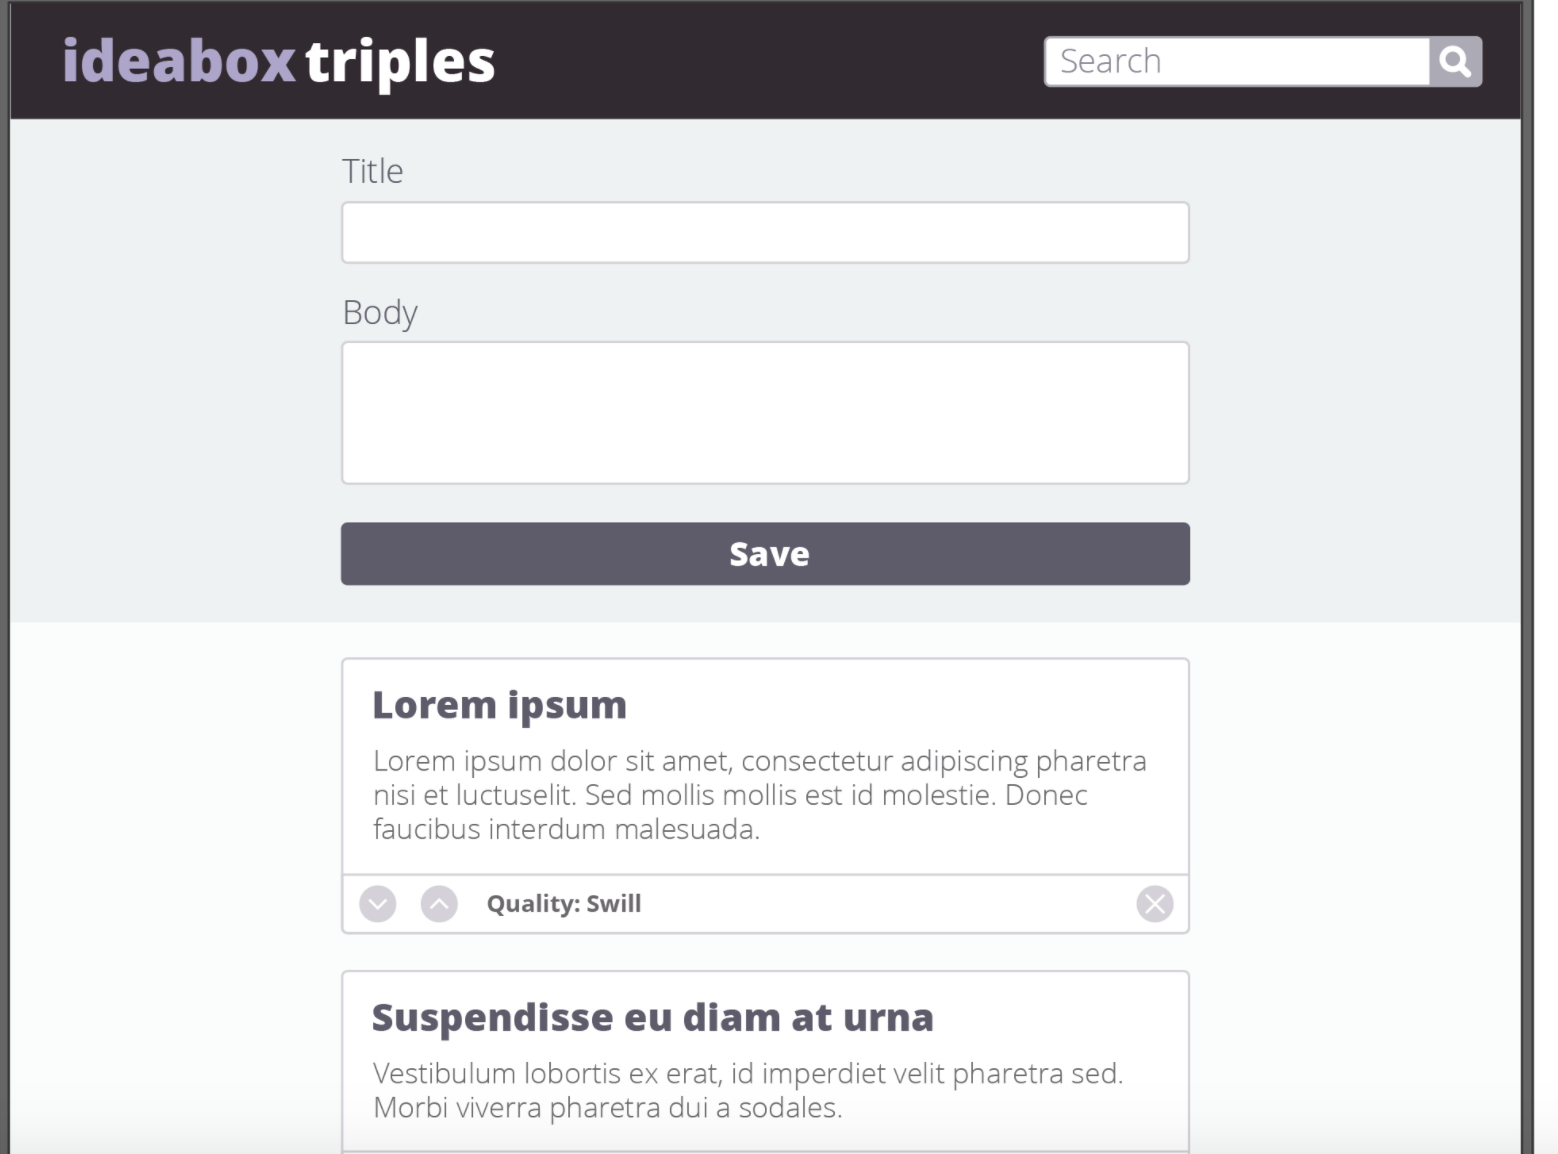 ideabox triples
Search
Title
Body
Save
Lorem ipsum
Lorem ipsum dolor sit amet, consectetur adipiscing pharetra
nisi et luctuselit. Sed mollis mollis est id molestie. Donec
faucibus interdum malesuada.
Quality: Swill
Suspendisse eu diam at urna
Vestibulum lobortis ex erat, id imperdiet velit pharetra sed.
Morbi viverra pharetra dui a sodales.